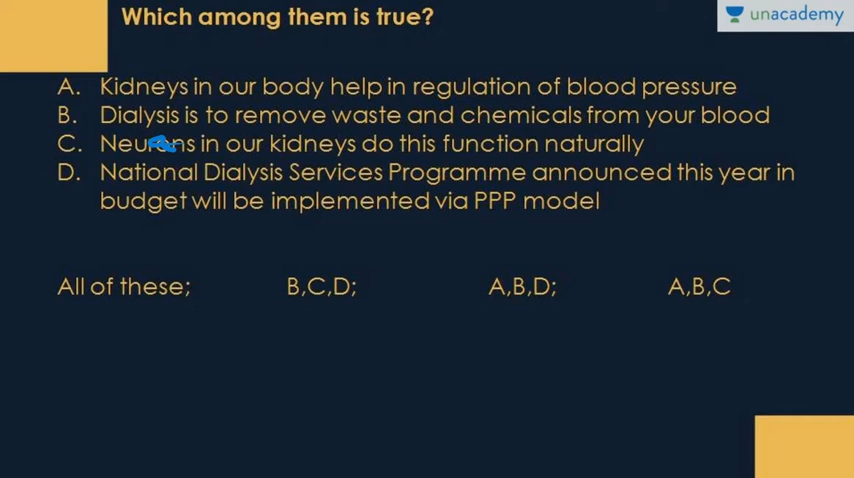 Which among them is true?
unacademy
A. Kidneys in our body help in regulation of blood pressure
B. Dialysis is to remove waste and chemicals from your blood
C. Neurons in our kidneys do this function naturally
D. National Dialysis Services Programme announced this year in
budget will be implemented via PPP model
All of these; B,C,D; A,B,D; A,B,C